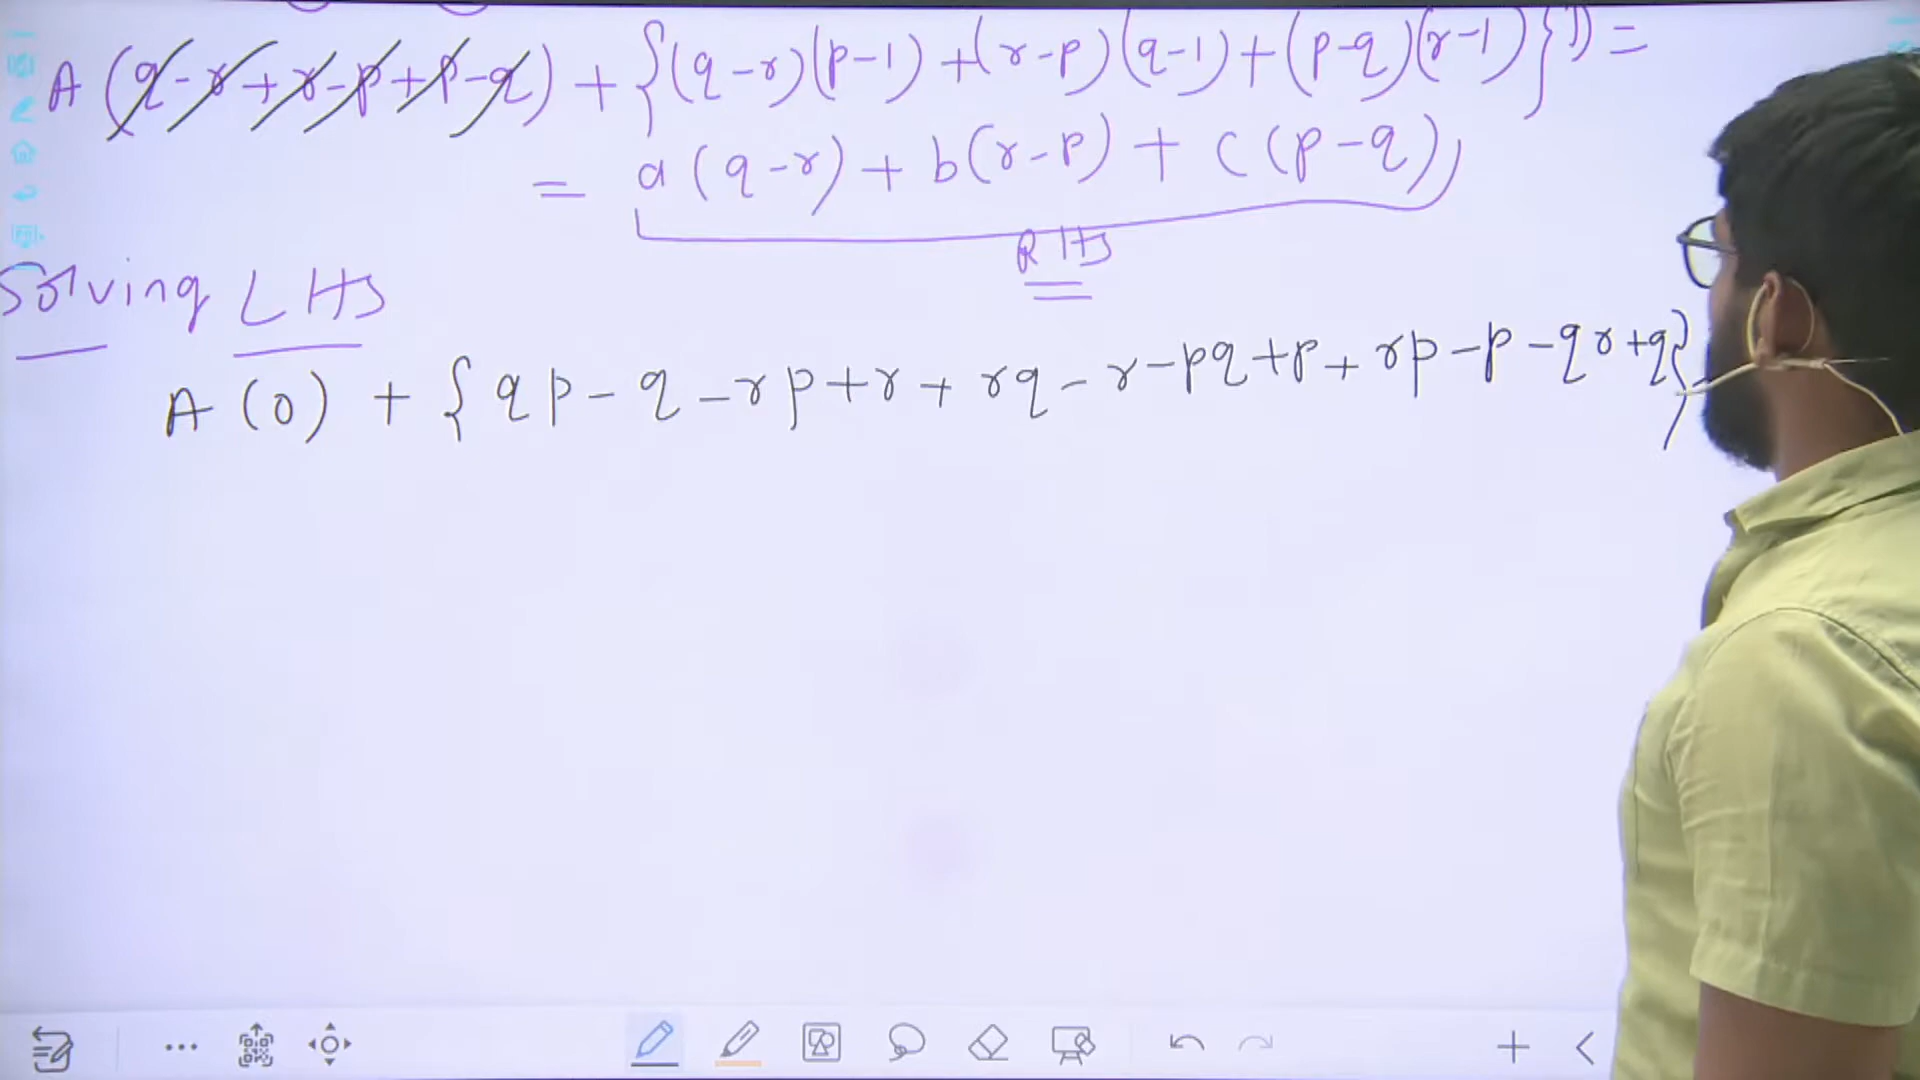 A (q-r+r-p+p-q) + {(q-r)(p-1)+(r-p)(q-1)+(p-q)(r-1)}D =
= a(q-r)+b(r-p)+c(p-q)
RHS
Solving LHS
A(0) + {qp-q-rp+r+rq-r-pq+p+rp-p-qr+q}